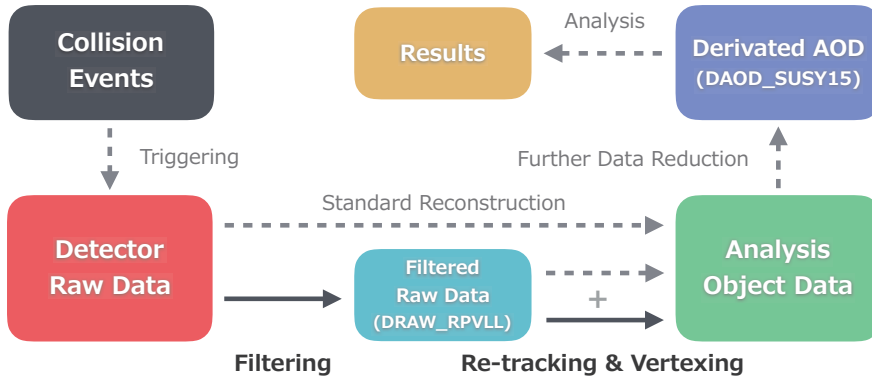 Collision
Events
Results
Analysis
Derivated AOD
(DAOD_SUSY15)
Triggering
Further Data Reduction
Detector
Raw Data
Standard Reconstruction
Filtered
Raw Data
(DRAW_RPVLL)
+
Analysis
Object Data
Filtering
Re-tracking & Vertexing